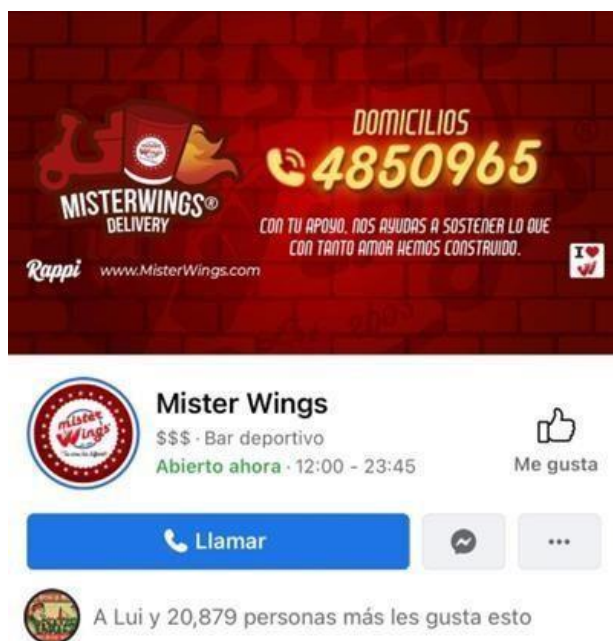 DOMICILIOS
4850965
MISTERWINGS®
DELIVERY
CON TU APOYO, NOS AYUDAS A SOSTENER LO QUE
CON TANTO AMOR HEMOS CONSTRUIDO.
Rappi www.MisterWings.com
I
mister
Wings
Mister Wings
$$$ · Bar deportivo
Abierto ahora · 12:00 - 23:45
Me gusta
Llamar
A Lui y 20,879 personas más les gusta esto